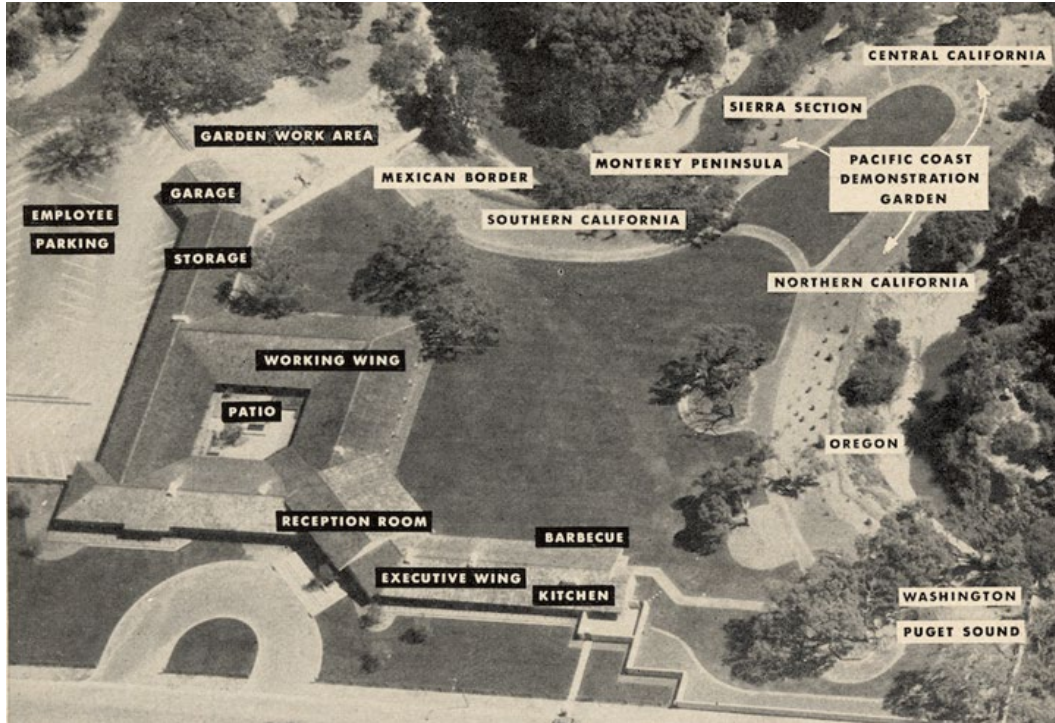 CENTRAL CALIFORNIA
SIERRA SECTION
GARDEN WORK AREA
MONTEREY PENINSULA
PACIFIC COAST
DEMONSTRATION
GARDEN
MEXICAN BORDER
GARAGE
SOUTHERN CALIFORNIA
EMPLOYEE
PARKING
STORAGE
NORTHERN CALIFORNIA
WORKING WING
PATIO
OREGON
RECEPTION ROOM
BARBECUE
EXECUTIVE WING
KITCHEN
WASHINGTON
PUGET SOUND